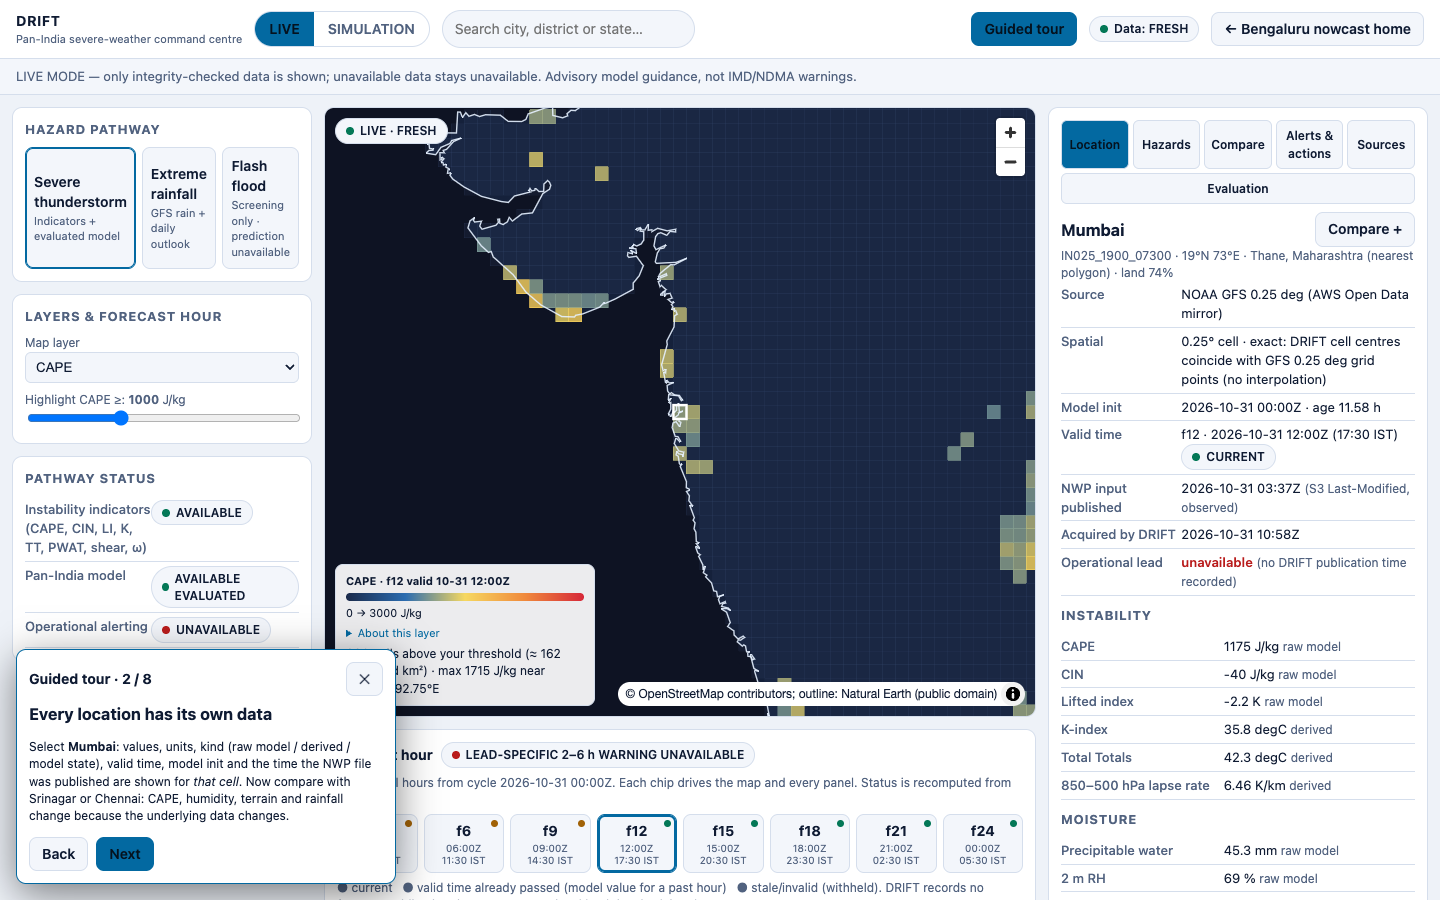 DRIFT
Pan-India severe-weather command centre
LIVE
SIMULATION
Search city, district or state...
Guided tour
Data: FRESH
← Bengaluru nowcast home
LIVE MODE — only integrity-checked data is shown; unavailable data stays unavailable. Advisory model guidance, not IMD/NDMA warnings.
HAZARD PATHWAY
Severe
thunderstorm
Indicators +
evaluated model
Extreme
rainfall
GFS rain +
daily
outlook
Flash
flood
Screening
only ·
prediction
unavailable
LAYERS & FORECAST HOUR
Map layer
CAPE
Highlight CAPE ≥: 1000 J/kg
PATHWAY STATUS
Instability indicators
(CAPE, CIN, LI, K,
TT, PWAT, shear, ω)
AVAILABLE
Pan-India model
AVAILABLE
EVALUATED
Operational alerting
UNAVAILABLE
Guided tour · 2 / 8
×
Every location has its own data
Select Mumbai: values, units, kind (raw model / derived /
model state), valid time, model init and the time the NWP file
was published are shown for that cell. Now compare with
Srinagar or Chennai: CAPE, humidity, terrain and rainfall
change because the underlying data changes.
Back
Next
LIVE · FRESH
+
−
CAPE · f12 valid 10-31 12:00Z
0 → 3000 J/kg
▶ About this layer
above your threshold (≈ 162
km²) · max 1715 J/kg near
92.75°E
© OpenStreetMap contributors; outline: Natural Earth (public domain)
hour
LEAD-SPECIFIC 2–6 h WARNING UNAVAILABLE
hours from cycle 2026-10-31 00:00Z. Each chip drives the map and every panel. Status is recomputed from
f6
06:00Z
11:30 IST
f9
09:00Z
14:30 IST
f12
12:00Z
17:30 IST
f15
15:00Z
20:30 IST
f18
18:00Z
23:30 IST
f21
21:00Z
02:30 IST
f24
00:00Z
05:30 IST
current
valid time already passed (model value for a past hour)
stale/invalid (withheld). DRIFT records no
Location
Hazards
Compare
Alerts &
actions
Sources
Evaluation
Mumbai
Compare +
IN025_1900_07300 · 19°N 73°E · Thane, Maharashtra (nearest
polygon) · land 74%
Source
NOAA GFS 0.25 deg (AWS Open Data
mirror)
Spatial
0.25° cell · exact: DRIFT cell centres
coincide with GFS 0.25 deg grid
points (no interpolation)
Model init
2026-10-31 00:00Z · age 11.58 h
Valid time
f12 · 2026-10-31 12:00Z (17:30 IST)
CURRENT
NWP input
published
2026-10-31 03:37Z (S3 Last-Modified,
observed)
Acquired by DRIFT
2026-10-31 10:58Z
Operational lead
unavailable (no DRIFT publication time
recorded)
INSTABILITY
CAPE
1175 J/kg raw model
CIN
-40 J/kg raw model
Lifted index
-2.2 K raw model
K-index
35.8 degC derived
Total Totals
42.3 degC derived
850–500 hPa lapse rate
6.46 K/km derived
MOISTURE
Precipitable water
45.3 mm raw model
2 m RH
69 % raw model